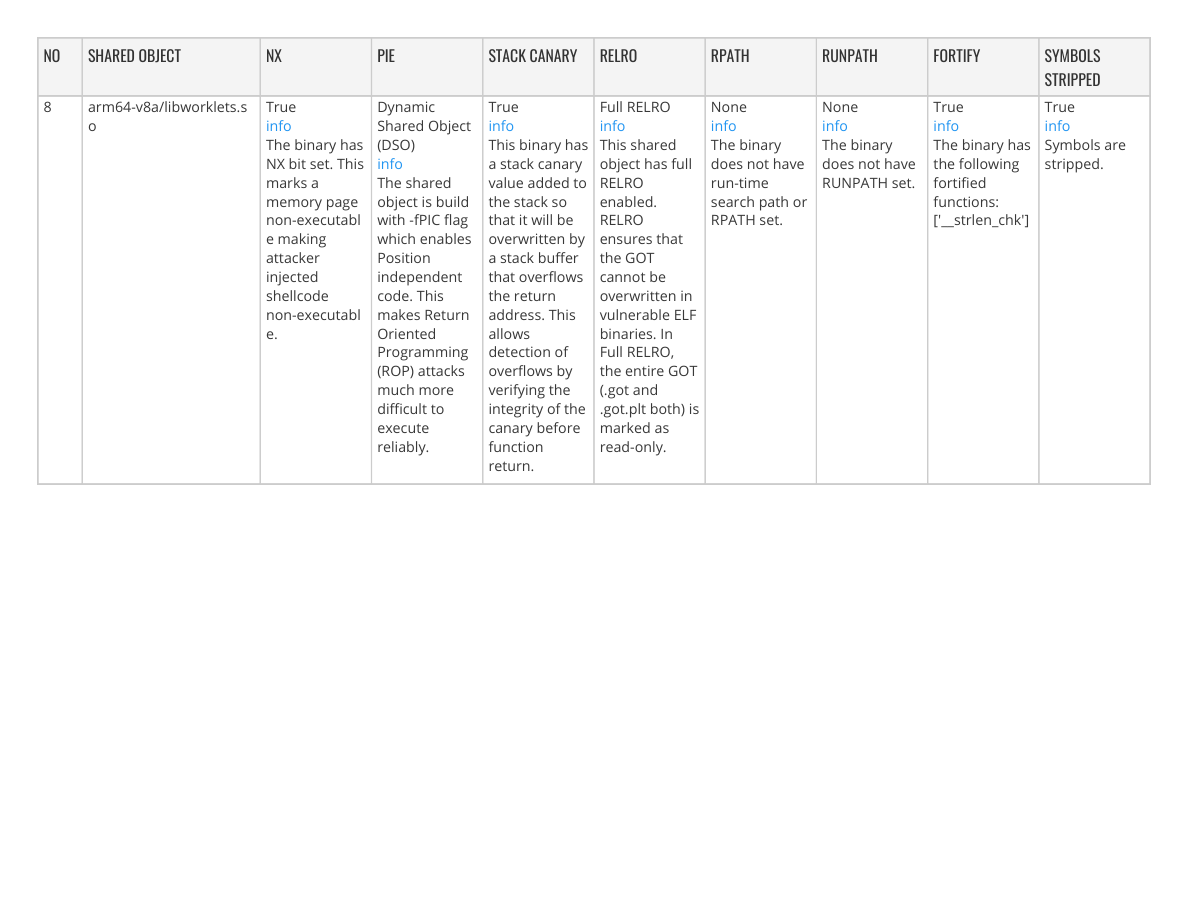 NO
SHARED OBJECT
NX
PIE
STACK CANARY
RELRO
RPATH
RUNPATH
FORTIFY
SYMBOLS
STRIPPED
8
arm64-v8a/libworklets.s
o
True
info
The binary has
NX bit set. This
marks a
memory page
non-executabl
e making
attacker
injected
shellcode
non-executabl
e.
Dynamic
Shared Object
(DSO)
info
The shared
object is build
with -fPIC flag
which enables
Position
independent
code. This
makes Return
Oriented
Programming
(ROP) attacks
much more
difficult to
execute
reliably.
True
info
This binary has
a stack canary
value added to
the stack so
that it will be
overwritten by
a stack buffer
that overflows
the return
address. This
allows
detection of
overflows by
verifying the
integrity of the
canary before
function
return.
Full RELRO
info
This shared
object has full
RELRO
enabled.
RELRO
ensures that
the GOT
cannot be
overwritten in
vulnerable ELF
binaries. In
Full RELRO,
the entire GOT
(.got and
.got.plt both) is
marked as
read-only.
None
info
The binary
does not have
run-time
search path or
RPATH set.
None
info
The binary
does not have
RUNPATH set.
True
info
The binary has
the following
fortified
functions:
['__strlen_chk']
True
info
Symbols are
stripped.